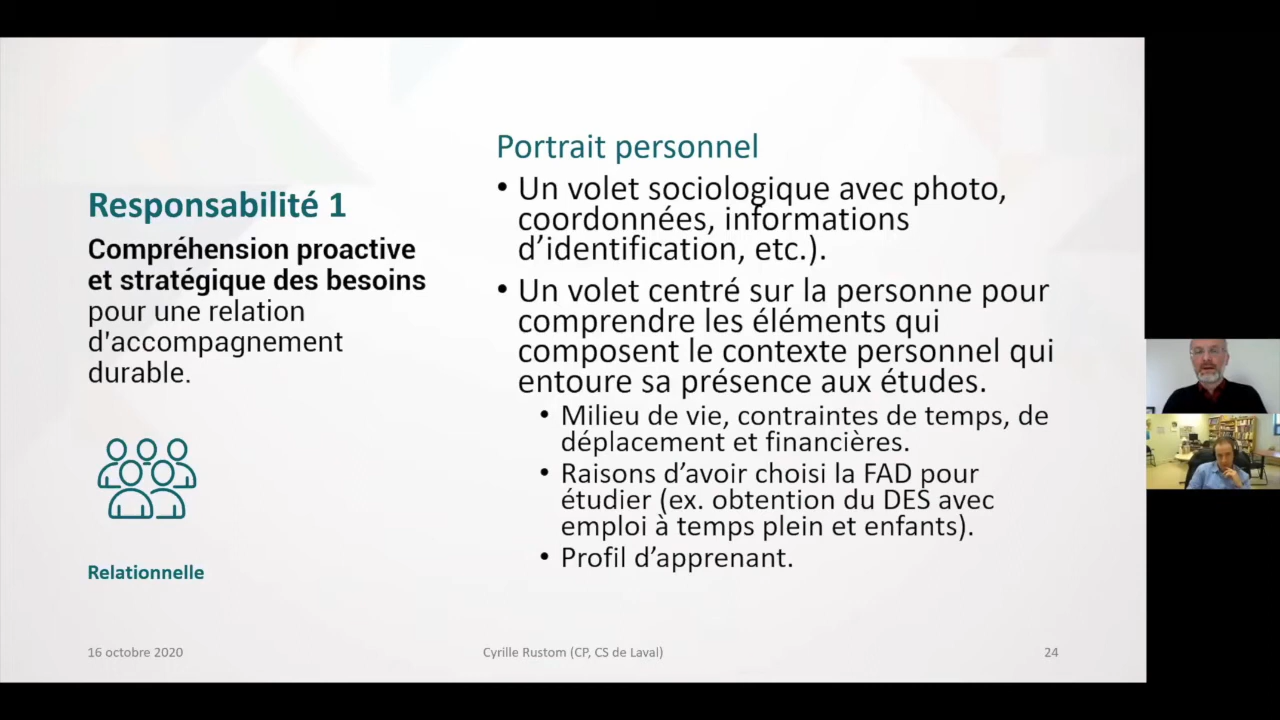 Responsabilité 1
Compréhension proactive
et stratégique des besoins
pour une relation
d'accompagnement
durable.
Relationnelle
Portrait personnel
• Un volet sociologique avec photo,
coordonnées, informations
d’identification, etc.).
• Un volet centré sur la personne pour
comprendre les éléments qui
composent le contexte personnel qui
entoure sa présence aux études.
• Milieu de vie, contraintes de temps, de
déplacement et financières.
• Raisons d’avoir choisi la FAD pour
étudier (ex. obtention du DES avec
emploi à temps plein et enfants).
• Profil d’apprenant.
16 octobre 2020
Cyrille Rustom (CP, CS de Laval)
24